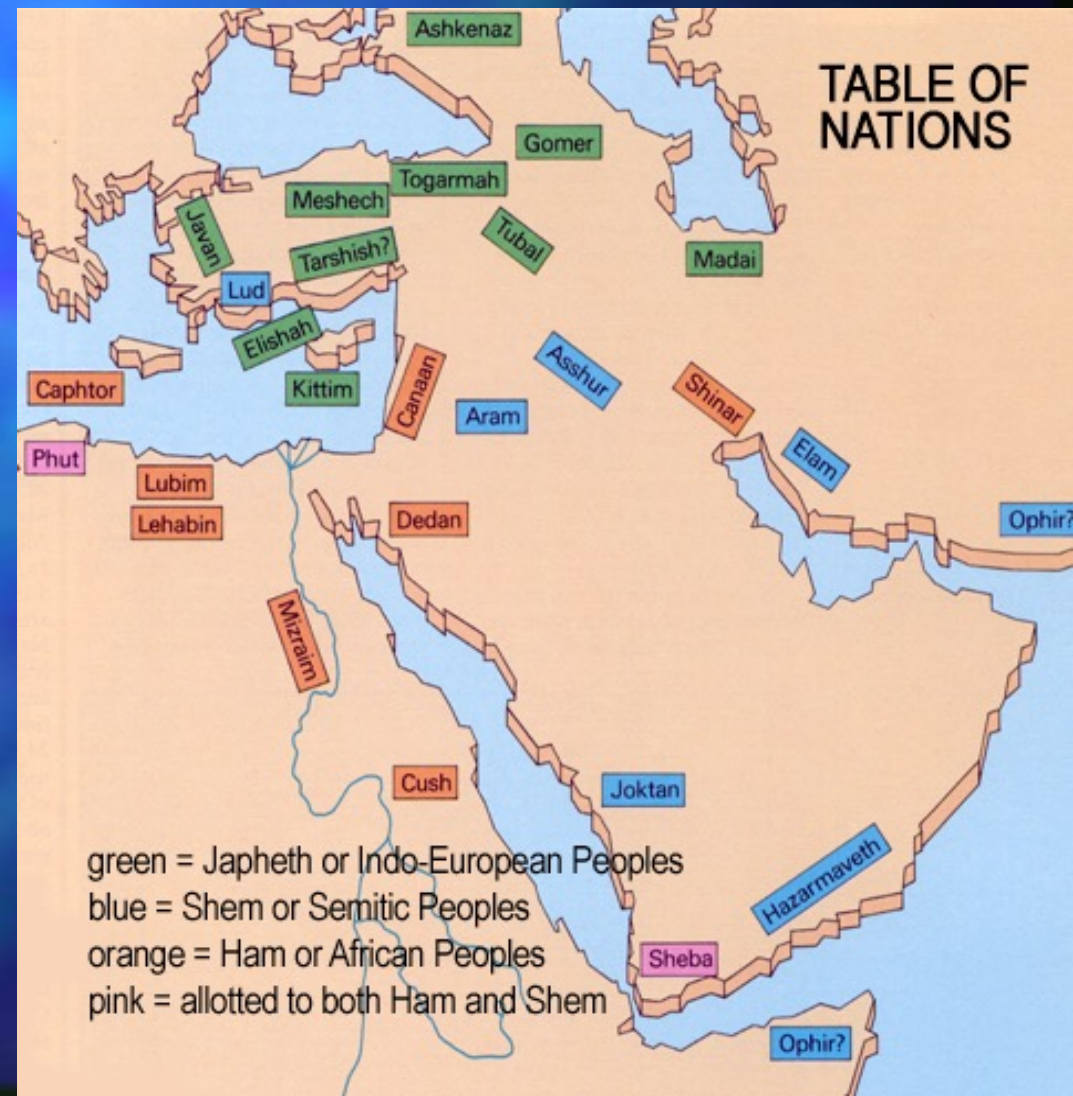 Ashkenaz
TABLE OF
NATIONS
Gomer
Togarmah
Meshech
Javan
Tubal
Tarshish?
Madai
Lud
Elishah
Asshur
Kittim
Caphtor
Canaan
Shinar
Aram
Elam
Phut
Lubim
Lehabin
Dedan
Ophir?
Mizraim
Cush
Joktan
green = Japheth or Indo-European Peoples
blue = Shem or Semitic Peoples
orange = Ham or African Peoples
pink = allotted to both Ham and Shem
Hazarmaveth
Sheba
Ophir?